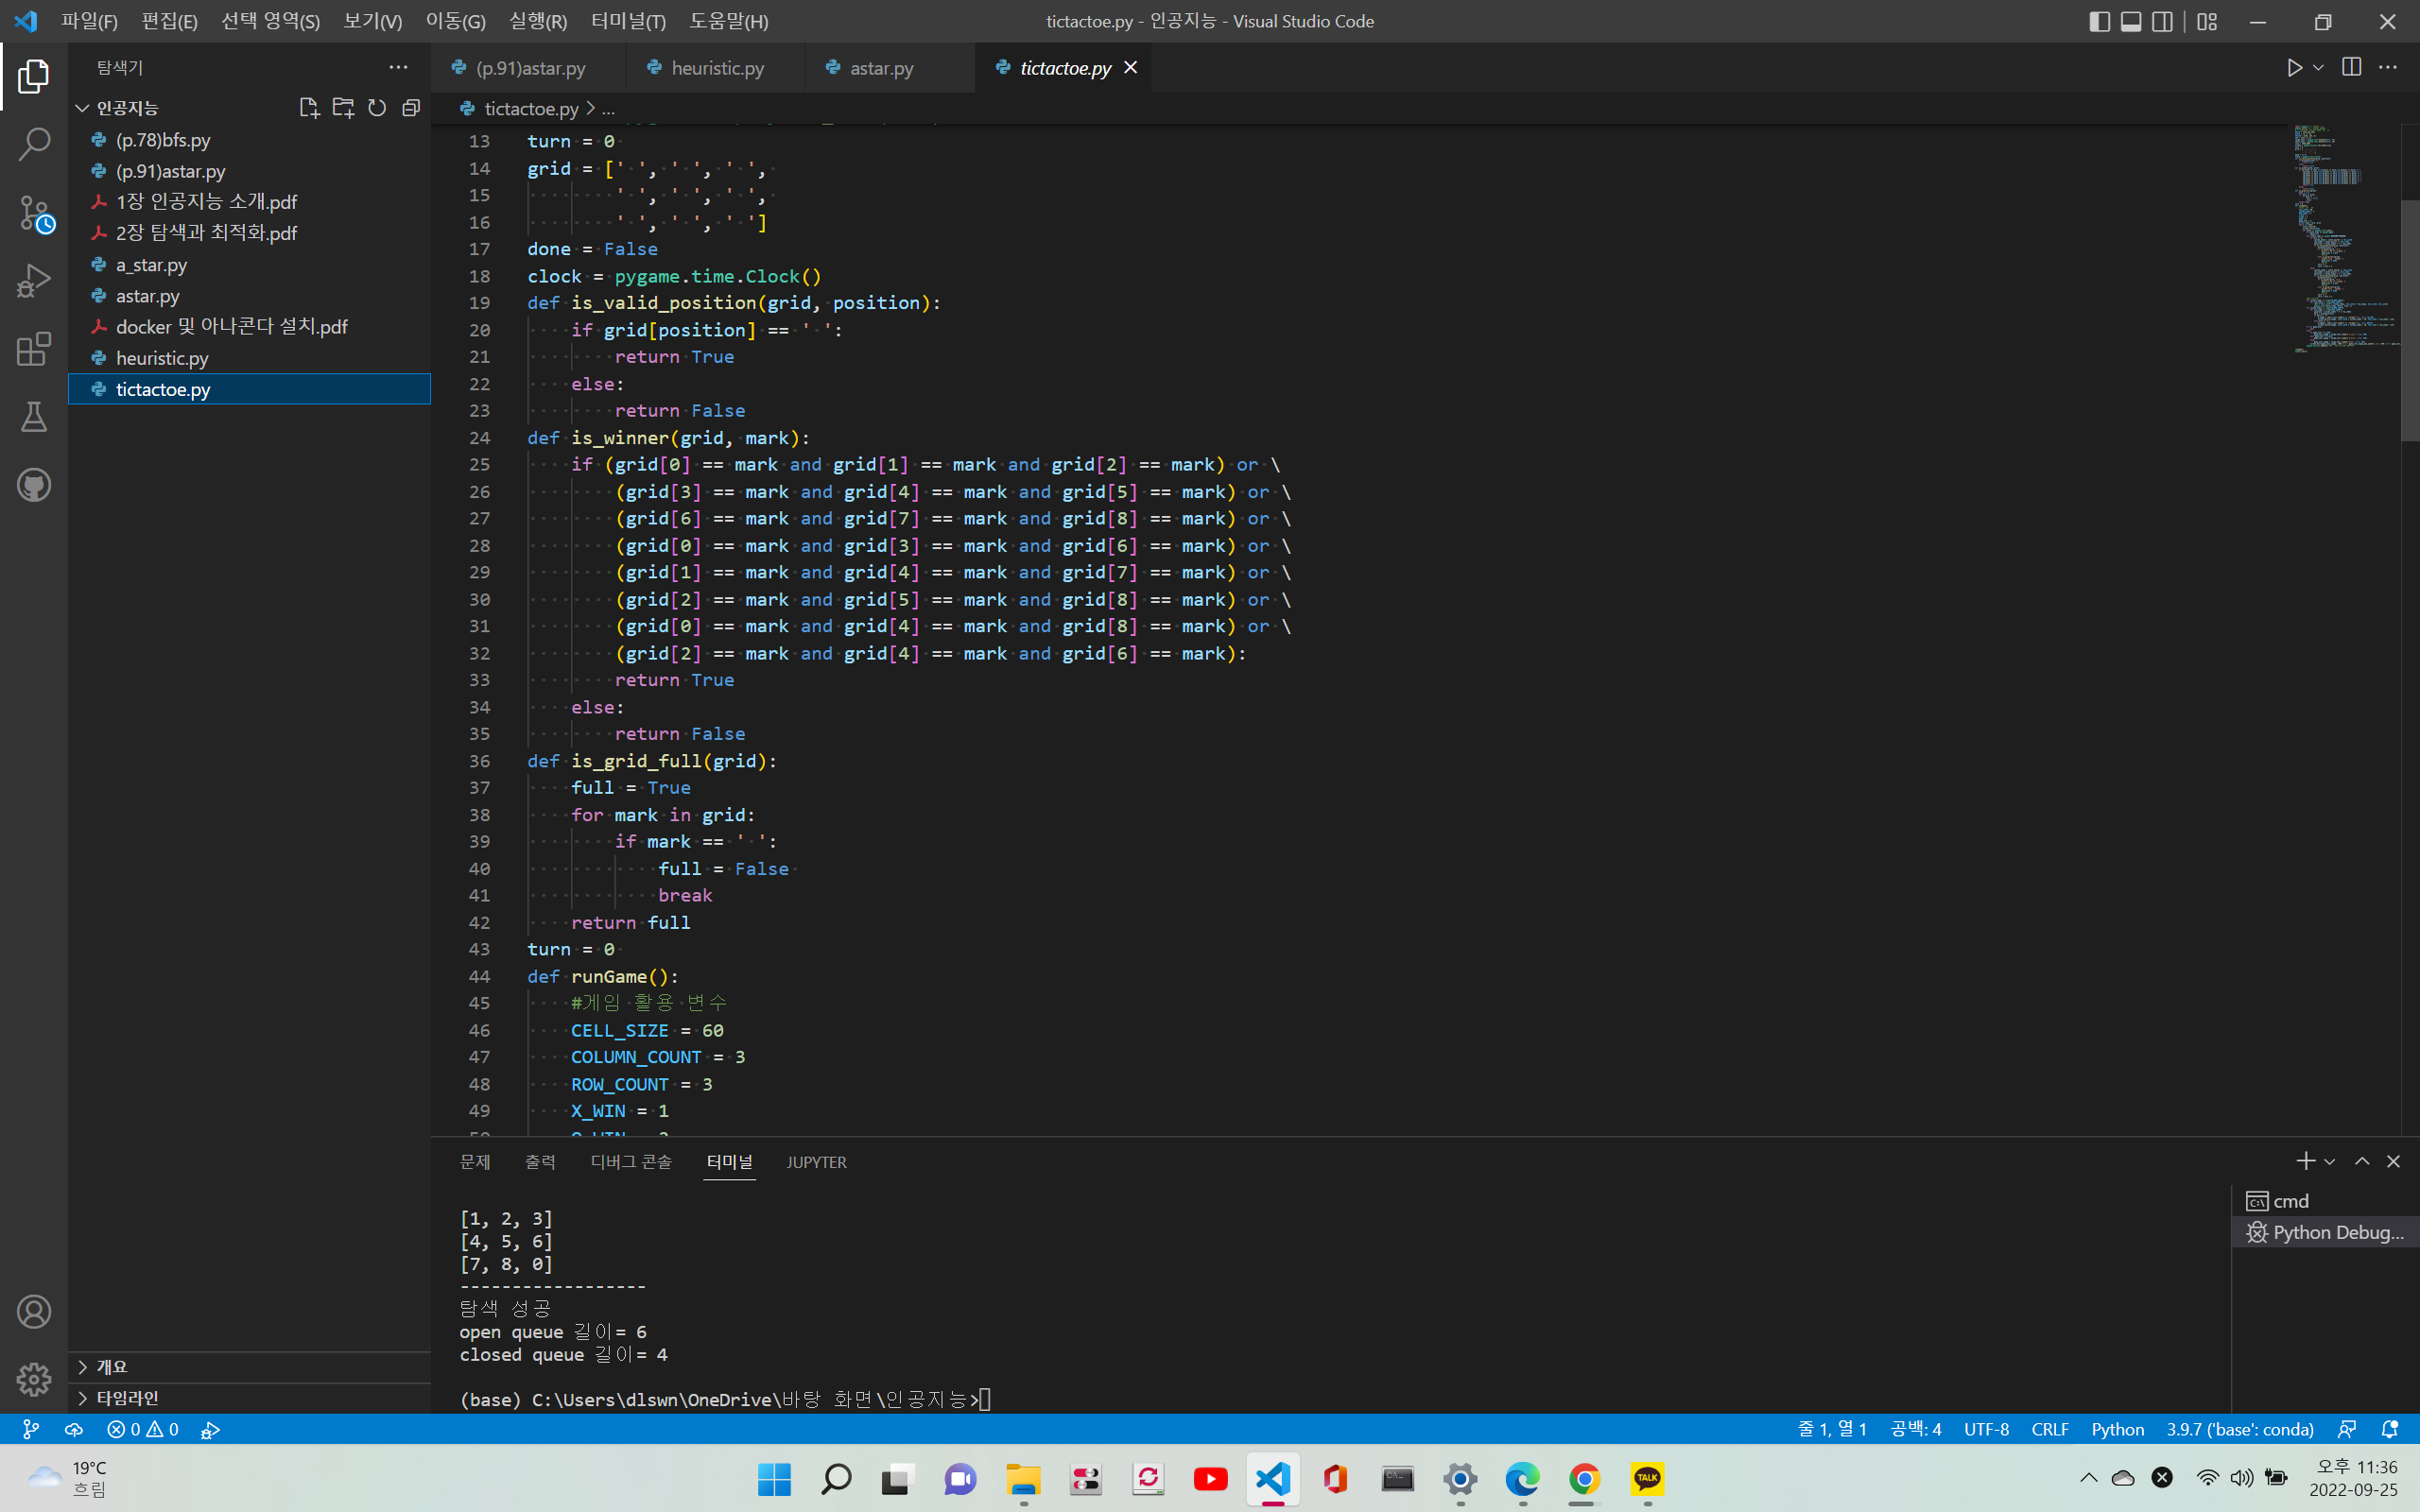 파일(F) 편집(E) 선택 영역(S) 보기(V) 이동(G) 실행(R) 터미널(T) 도움말(H)
tictactoe.py - 인공지능 - Visual Studio Code
탐색기
인공지능
(p.78)bfs.py
(p.91)astar.py
1장 인공지능 소개.pdf
2장 탐색과 최적화.pdf
a_star.py
astar.py
docker 및 아나콘다 설치.pdf
heuristic.py
tictactoe.py
개요
타임라인
(p.91)astar.py heuristic.py astar.py tictactoe.py
tictactoe.py > ...
13 turn = 0
14 grid = [' ', ' ', ' ',
15 ' ', ' ', ' ',
16 ' ', ' ', ' ']
17 done = False
18 clock = pygame.time.Clock()
19 def is_valid_position(grid, position):
20 if grid[position] == ' ':
21 return True
22 else:
23 return False
24 def is_winner(grid, mark):
25 if (grid[0] == mark and grid[1] == mark and grid[2] == mark) or \
26 (grid[3] == mark and grid[4] == mark and grid[5] == mark) or \
27 (grid[6] == mark and grid[7] == mark and grid[8] == mark) or \
28 (grid[0] == mark and grid[3] == mark and grid[6] == mark) or \
29 (grid[1] == mark and grid[4] == mark and grid[7] == mark) or \
30 (grid[2] == mark and grid[5] == mark and grid[8] == mark) or \
31 (grid[0] == mark and grid[4] == mark and grid[8] == mark) or \
32 (grid[2] == mark and grid[4] == mark and grid[6] == mark):
33 return True
34 else:
35 return False
36 def is_grid_full(grid):
37 full = True
38 for mark in grid:
39 if mark == ' ':
40 full = False
41 break
42 return full
43 turn = 0
44 def runGame():
45 #게임 활용 변수
46 CELL_SIZE = 60
47 COLUMN_COUNT = 3
48 ROW_COUNT = 3
49 X_WIN = 1
문제 출력 디버그 콘솔 터미널 JUPYTER
[1, 2, 3]
[4, 5, 6]
[7, 8, 0]
------------------
탐색 성공
open queue 길이= 6
closed queue 길이= 4
(base) C:\Users\dlswn\OneDrive\바탕 화면\인공지능>
cmd
Python Debug...
0 0
줄 1, 열 1 공백: 4 UTF-8 CRLF Python 3.9.7 ('base': conda)
19°C
흐림
TALK
오후 11:36
2022-09-25